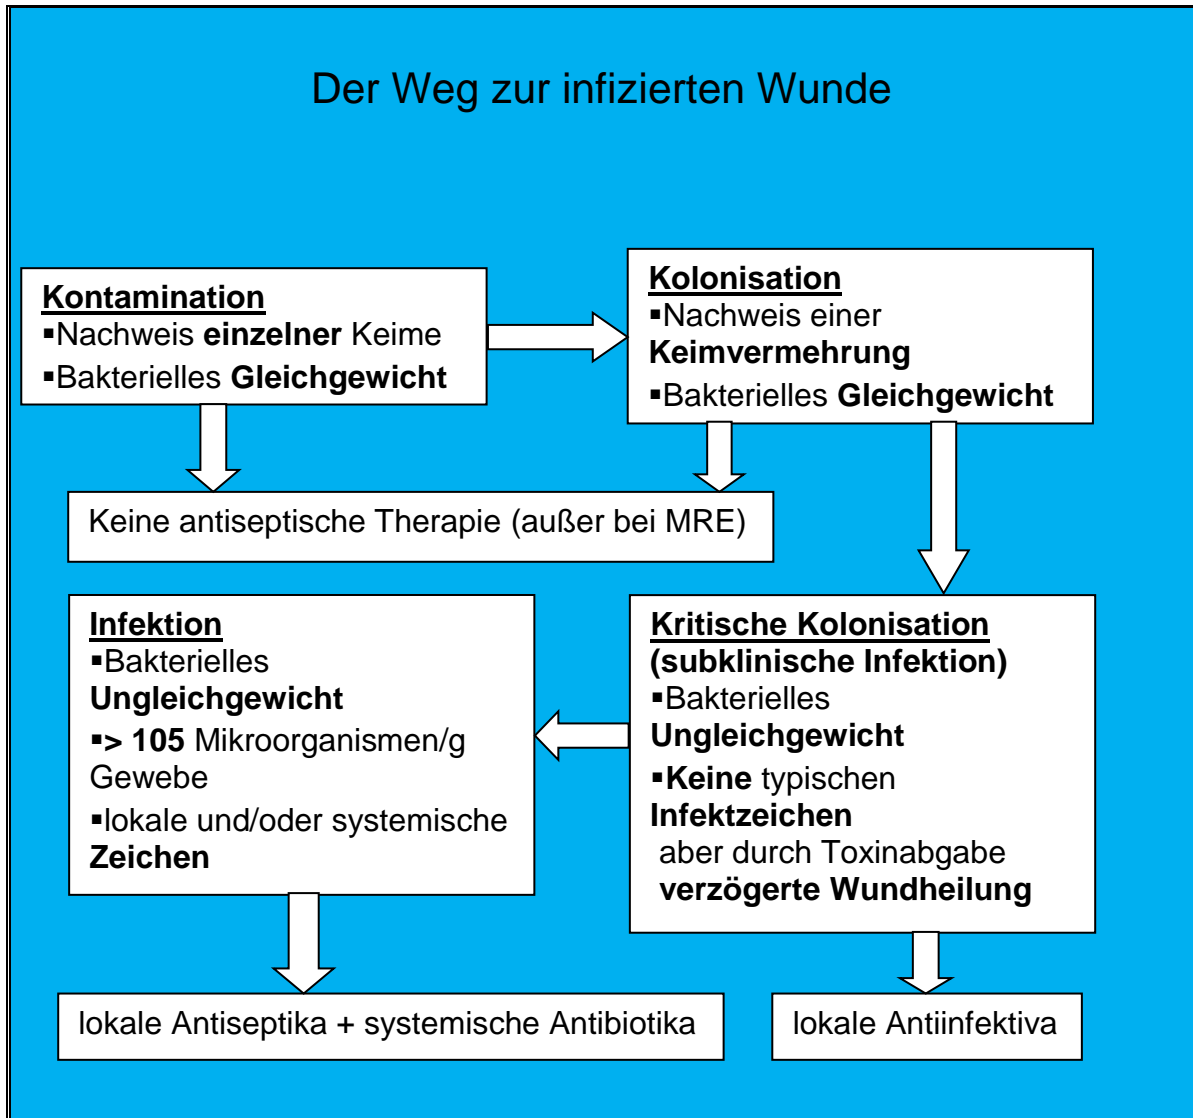 Der Weg zur infizierten Wunde
Kontamination
▪Nachweis einzelner Keime
▪Bakterielles Gleichgewicht
Kolonisation
▪Nachweis einer
Keimvermehrung
▪Bakterielles Gleichgewicht
Keine antiseptische Therapie (außer bei MRE)
Infektion
▪Bakterielles
Ungleichgewicht
▪> 105 Mikroorganismen/g
Gewebe
▪lokale und/oder systemische
Zeichen
Kritische Kolonisation
(subklinische Infektion)
▪Bakterielles
Ungleichgewicht
▪Keine typischen
Infektzeichen
aber durch Toxinabgabe
verzögerte Wundheilung
lokale Antiseptika + systemische Antibiotika
lokale Antiinfektiva